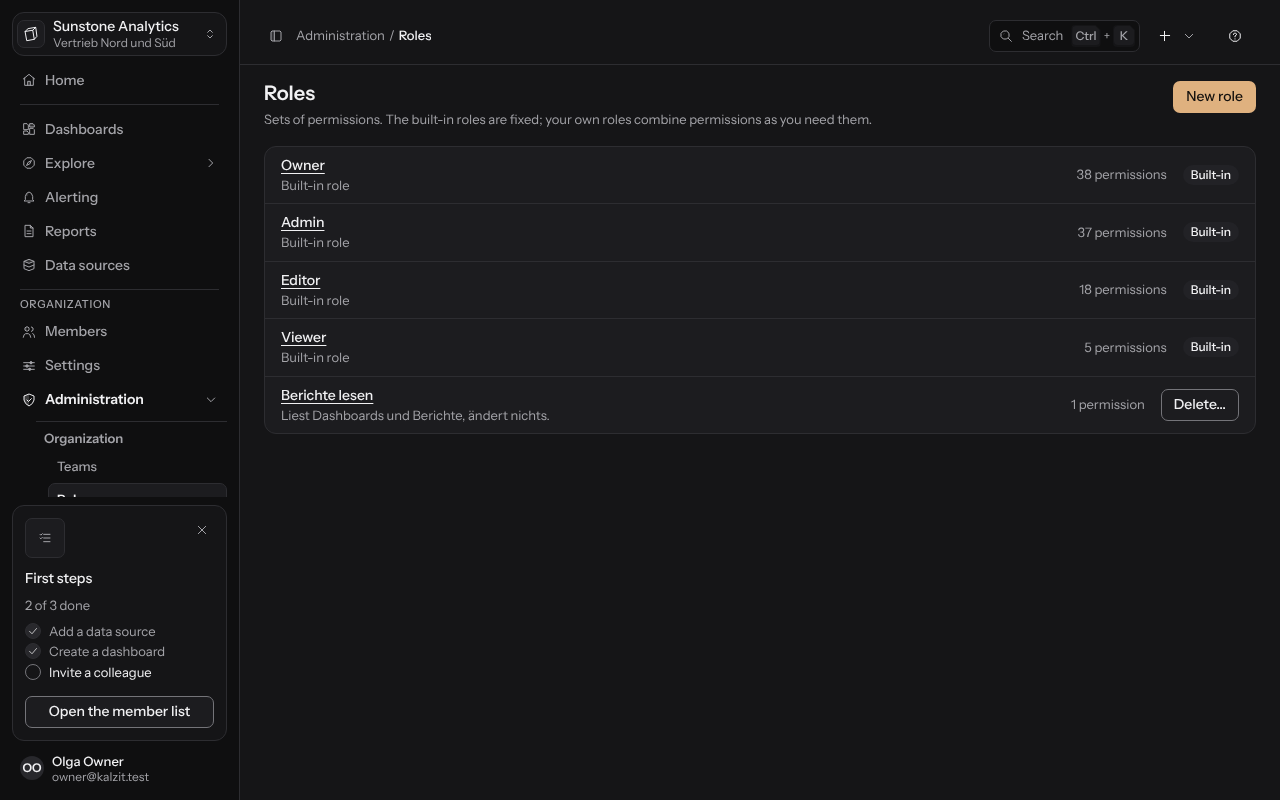 Sunstone Analytics
Vertrieb Nord und Süd
Home
Dashboards
Explore
Alerting
Reports
Data sources
ORGANIZATION
Members
Settings
Administration
Organization
Teams
First steps
2 of 3 done
Add a data source
Create a dashboard
Invite a colleague
Open the member list
OO
Olga Owner
owner@kalzit.test
Administration / Roles
Search Ctrl + K
Roles
Sets of permissions. The built-in roles are fixed; your own roles combine permissions as you need them.
New role
Owner
Built-in role
38 permissions Built-in
Admin
Built-in role
37 permissions Built-in
Editor
Built-in role
18 permissions Built-in
Viewer
Built-in role
5 permissions Built-in
Berichte lesen
Liest Dashboards und Berichte, ändert nichts.
1 permission Delete...